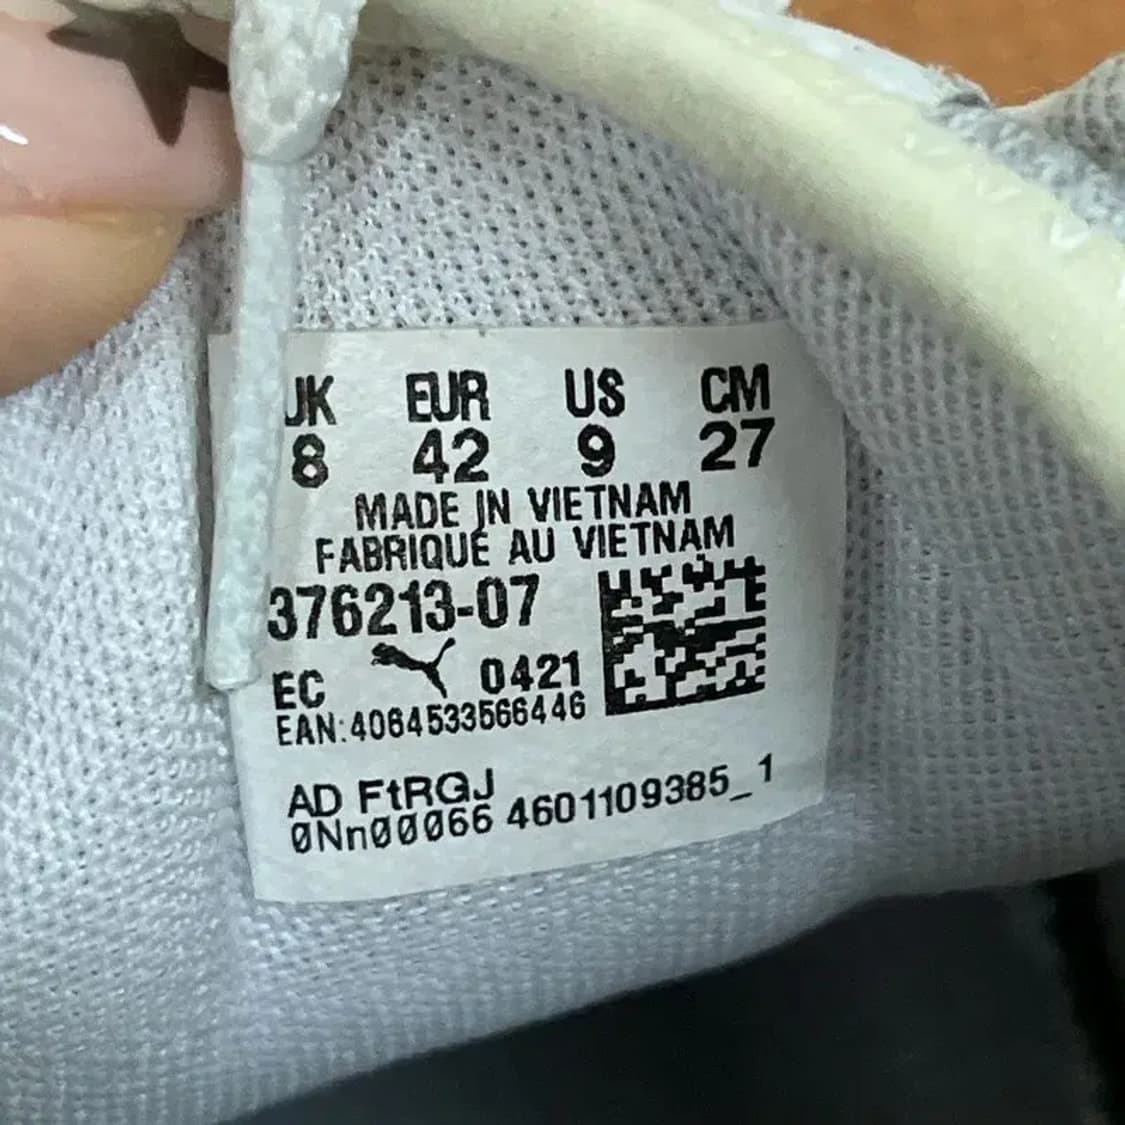 UK EUR US CM
8 42 9 27
MADE IN VIETNAM
FABRIQUÉ AU VIETNAM
376213-07
EC 0421
EAN:4064533566446
AD FtRGJ
0Nn00066 4601109385_1